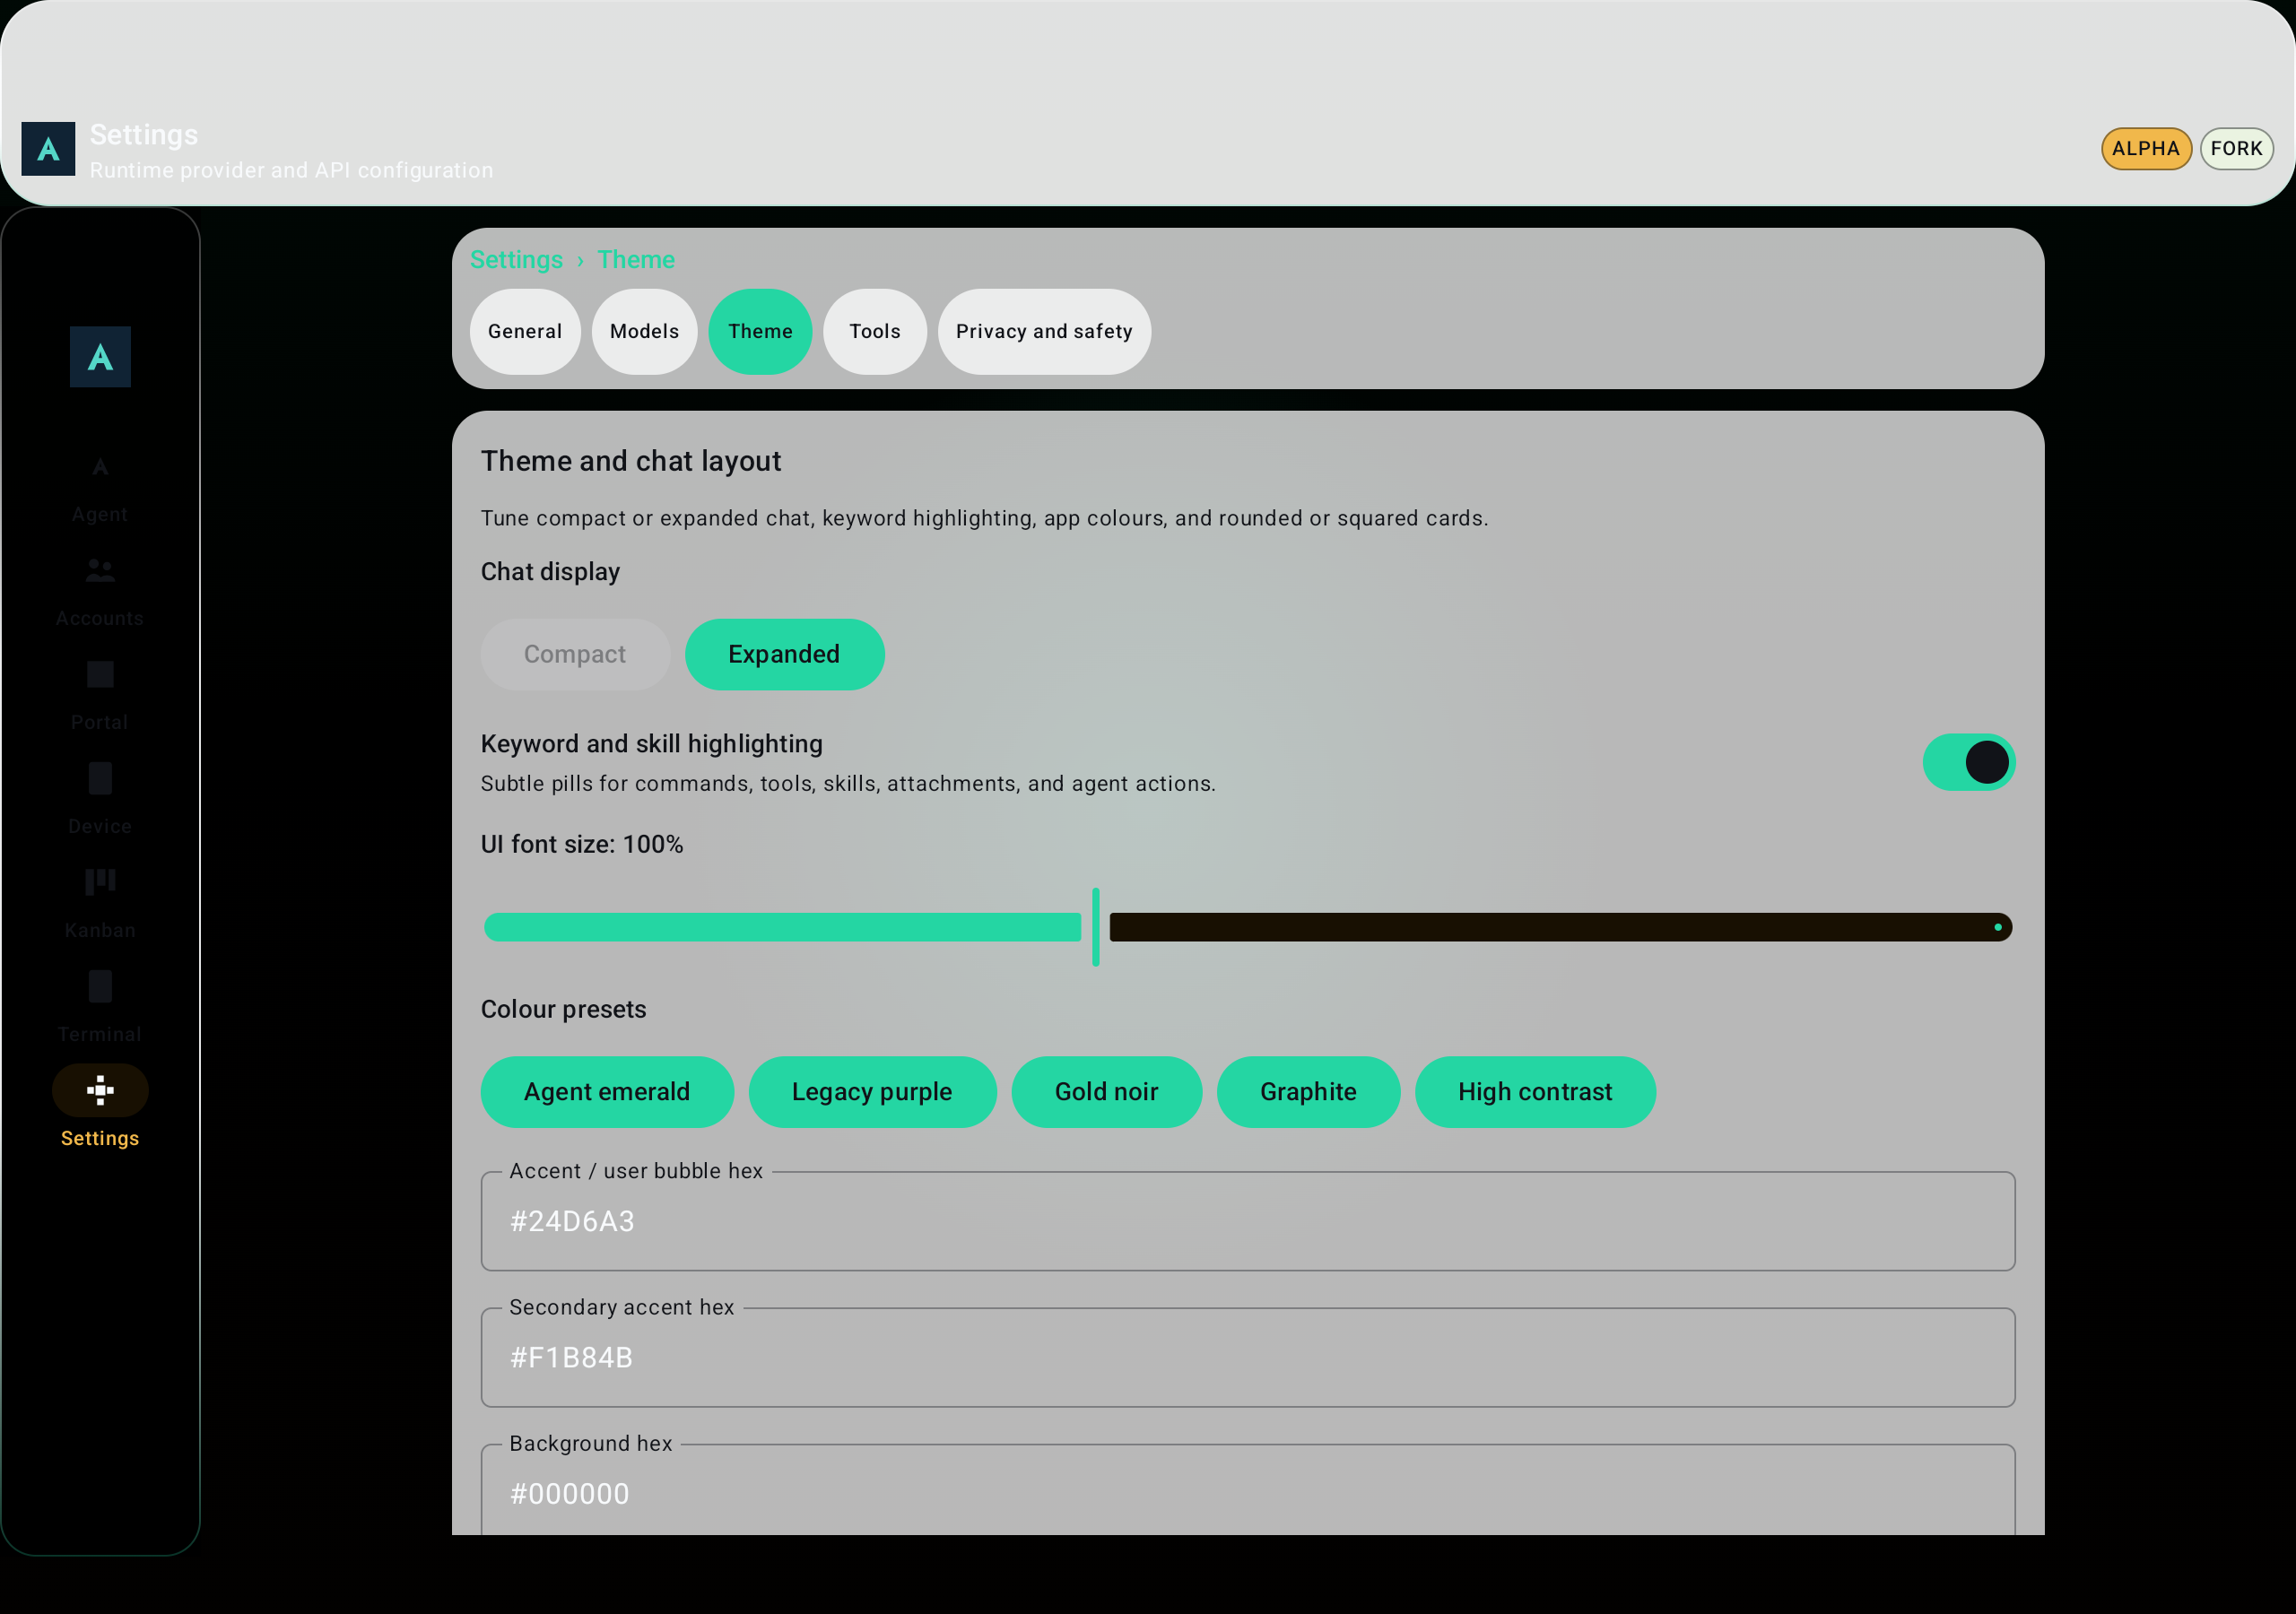 Settings
Runtime provider and API configuration
ALPHA FORK
Settings › Theme
General Models Theme Tools Privacy and safety
A
Agent
Accounts
Portal
Device
Kanban
Terminal
Settings
Theme and chat layout
Tune compact or expanded chat, keyword highlighting, app colours, and rounded or squared cards.
Chat display
Compact Expanded
Keyword and skill highlighting
Subtle pills for commands, tools, skills, attachments, and agent actions.
UI font size: 100%
Colour presets
Agent emerald Legacy purple Gold noir Graphite High contrast
Accent / user bubble hex
#24D6A3
Secondary accent hex
#F1B84B
Background hex
#000000